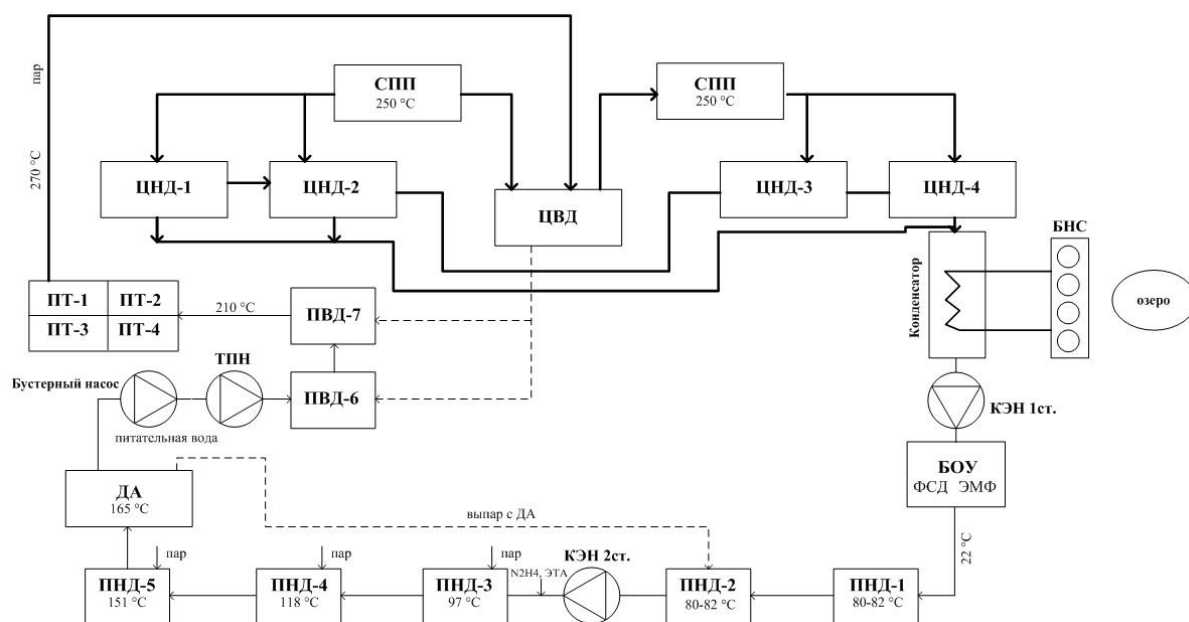 пар
270 °C
СПП
250 °C
СПП
250 °C
ЦНД-1
ЦНД-2
ЦВД
ЦНД-3
ЦНД-4
БНС
Конденсатор
озеро
ПТ-1
ПТ-2
ПТ-3
ПТ-4
210 °C
ПВД-7
ТПН
Бустерный насос
ПВД-6
питательная вода
КЭН 1ст.
БОУ
ФСД ЭМФ
ДА
165 °C
выпар с ДА
22 °C
пар
пар
пар
КЭН 2ст.
N2H4, ЭТА
ПНД-5
151 °C
ПНД-4
118 °C
ПНД-3
97 °C
ПНД-2
80-82 °C
ПНД-1
80-82 °C